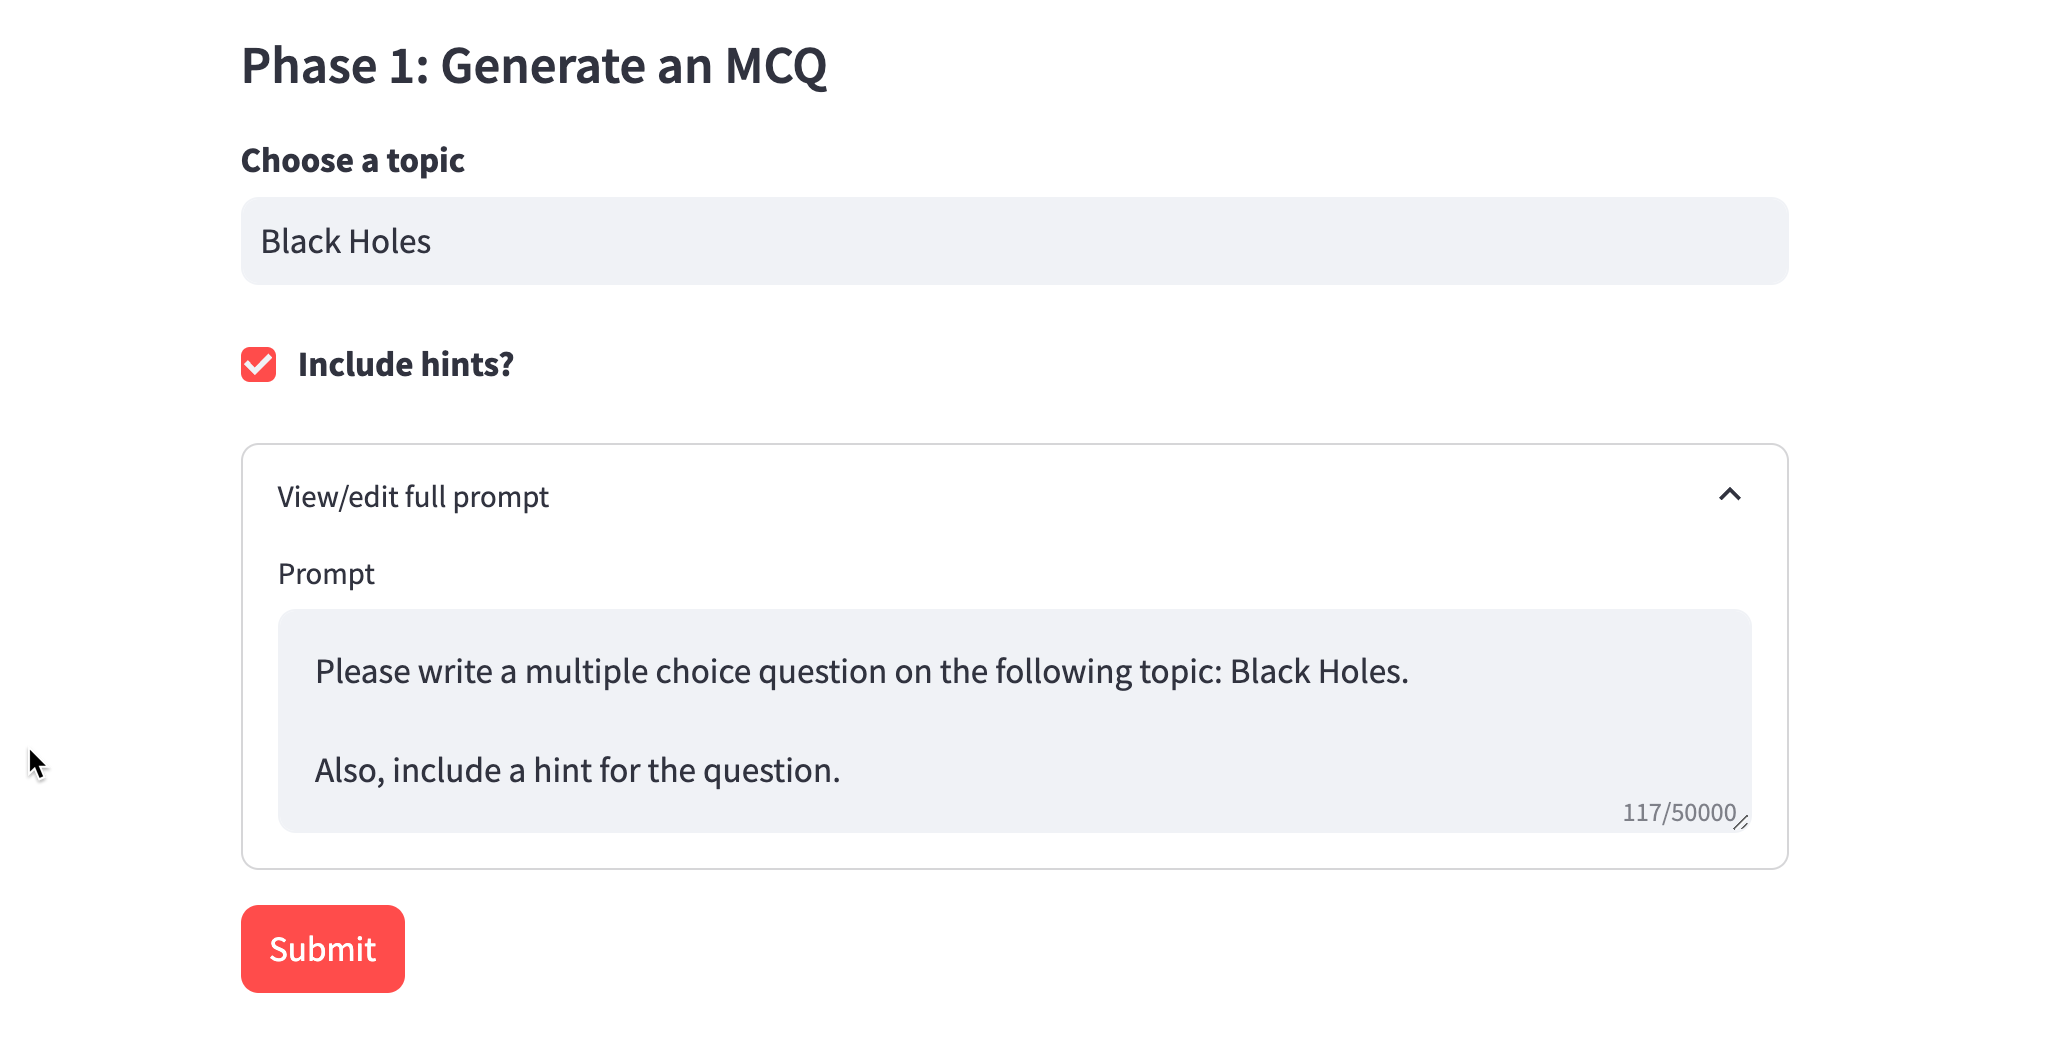 Phase 1: Generate an MCQ
Choose a topic
Black Holes
Include hints?
View/edit full prompt
Prompt
Please write a multiple choice question on the following topic: Black Holes.
Also, include a hint for the question.
117/50000
Submit